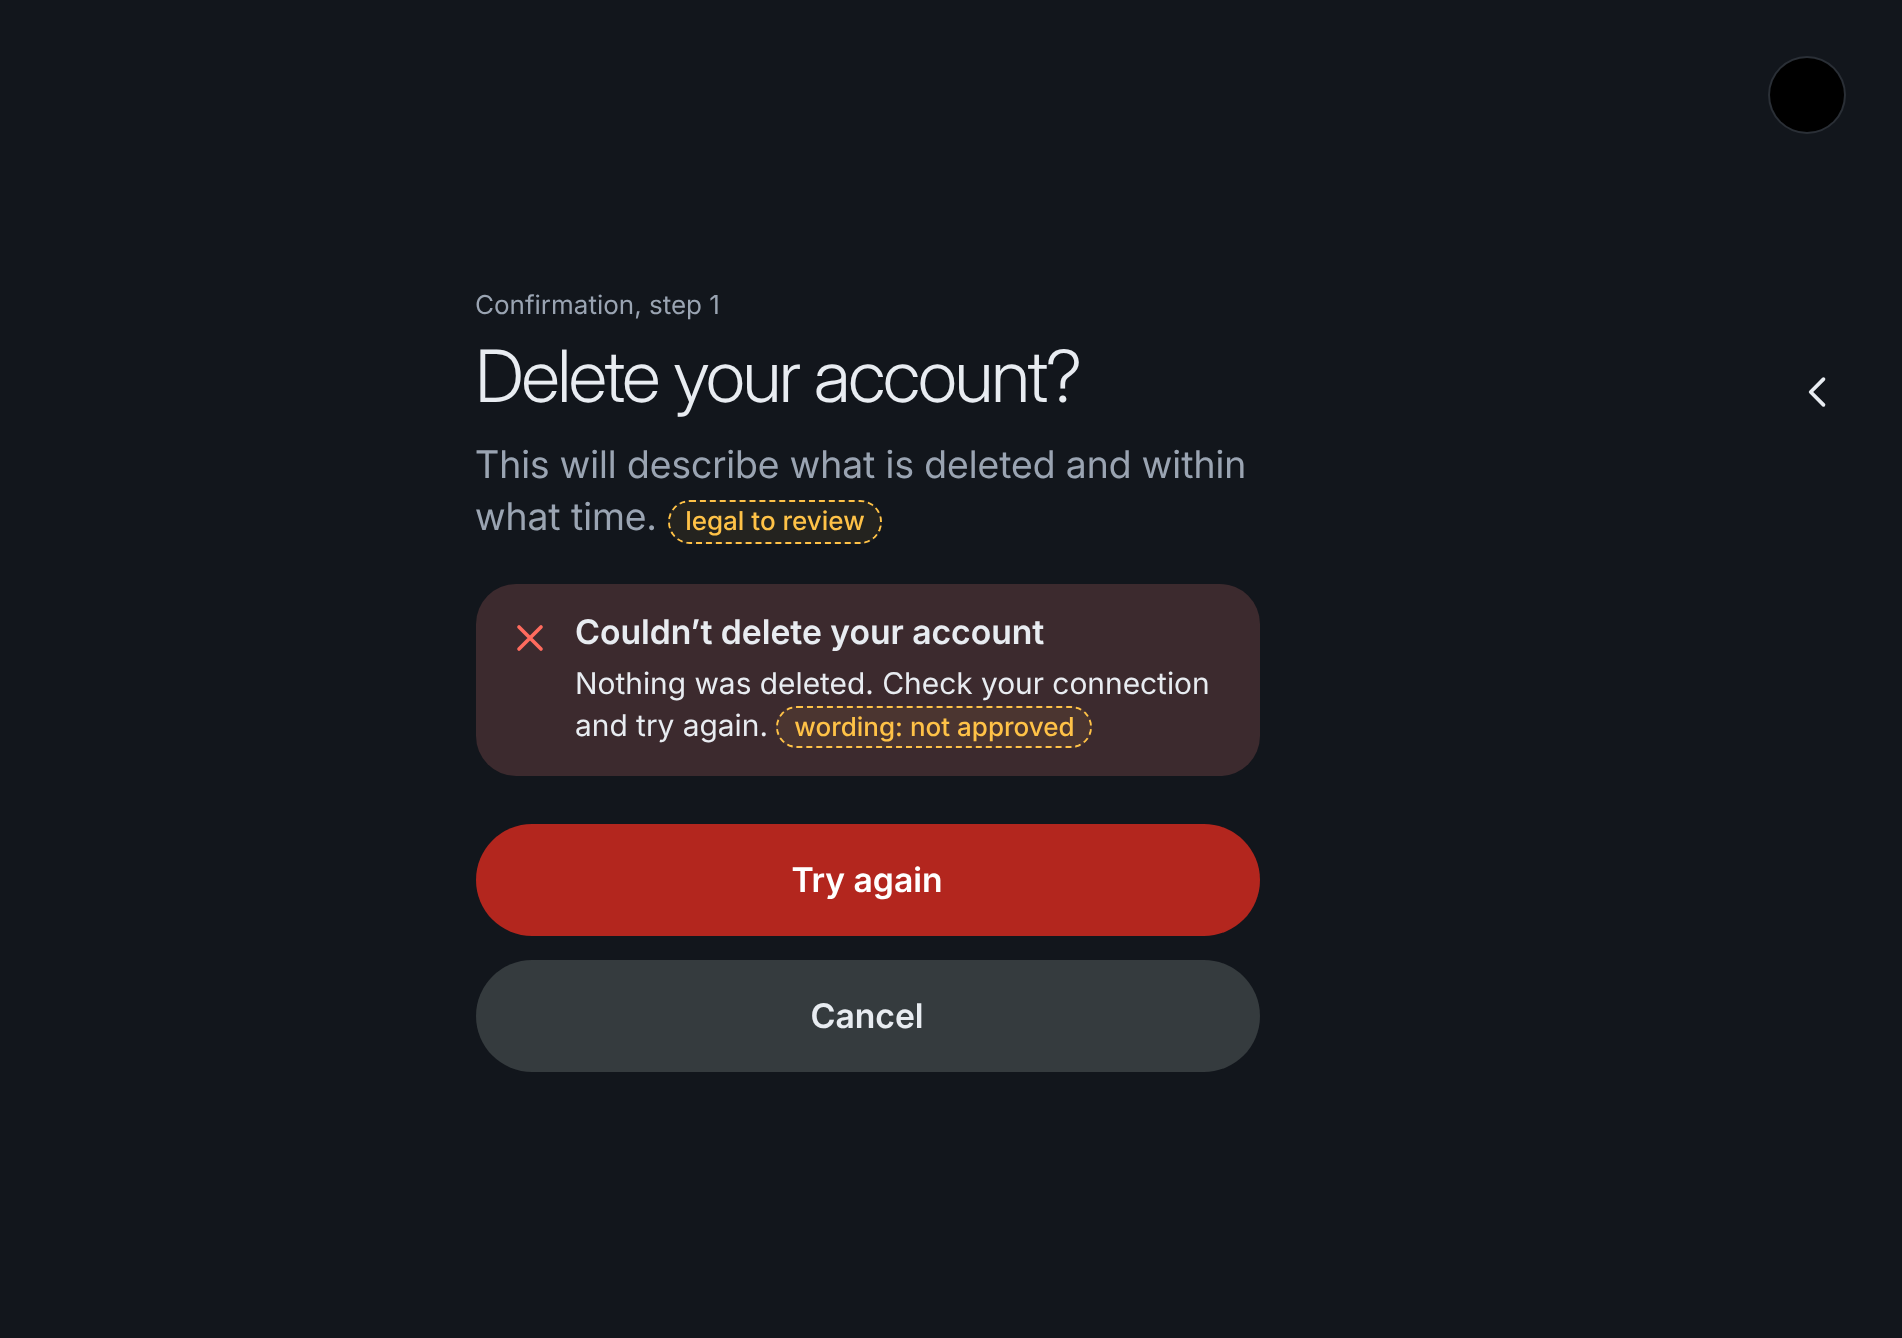 Confirmation, step 1
Delete your account?
This will describe what is deleted and within
what time. legal to review
Couldn’t delete your account
Nothing was deleted. Check your connection
and try again. wording: not approved
Try again
Cancel